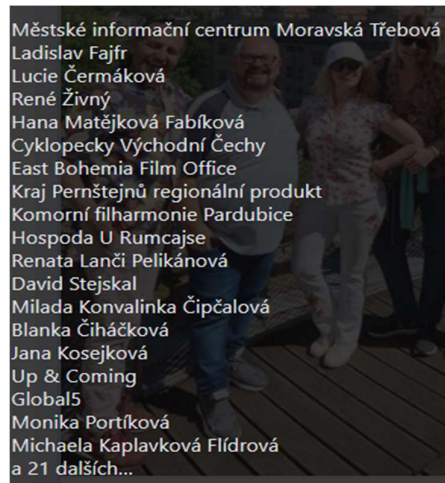 Městské informační centrum Moravská Třebová
Ladislav Fajfr
Lucie Čermáková
René Živný
Hana Matějková Fabíková
Cyklopecky Východní Čechy
East Bohemia Film Office
Kraj Pernštejnů regionální produkt
Komorní filharmonie Pardubice
Hospoda U Rumcajse
Renata Lanči Pelikánová
David Stejskal
Milada Konvalinka Čipčalová
Blanka Čiháčková
Jana Kosejková
Up & Coming
Global5
Monika Portíková
Michaela Kaplavková Flídrová
a 21 dalších...